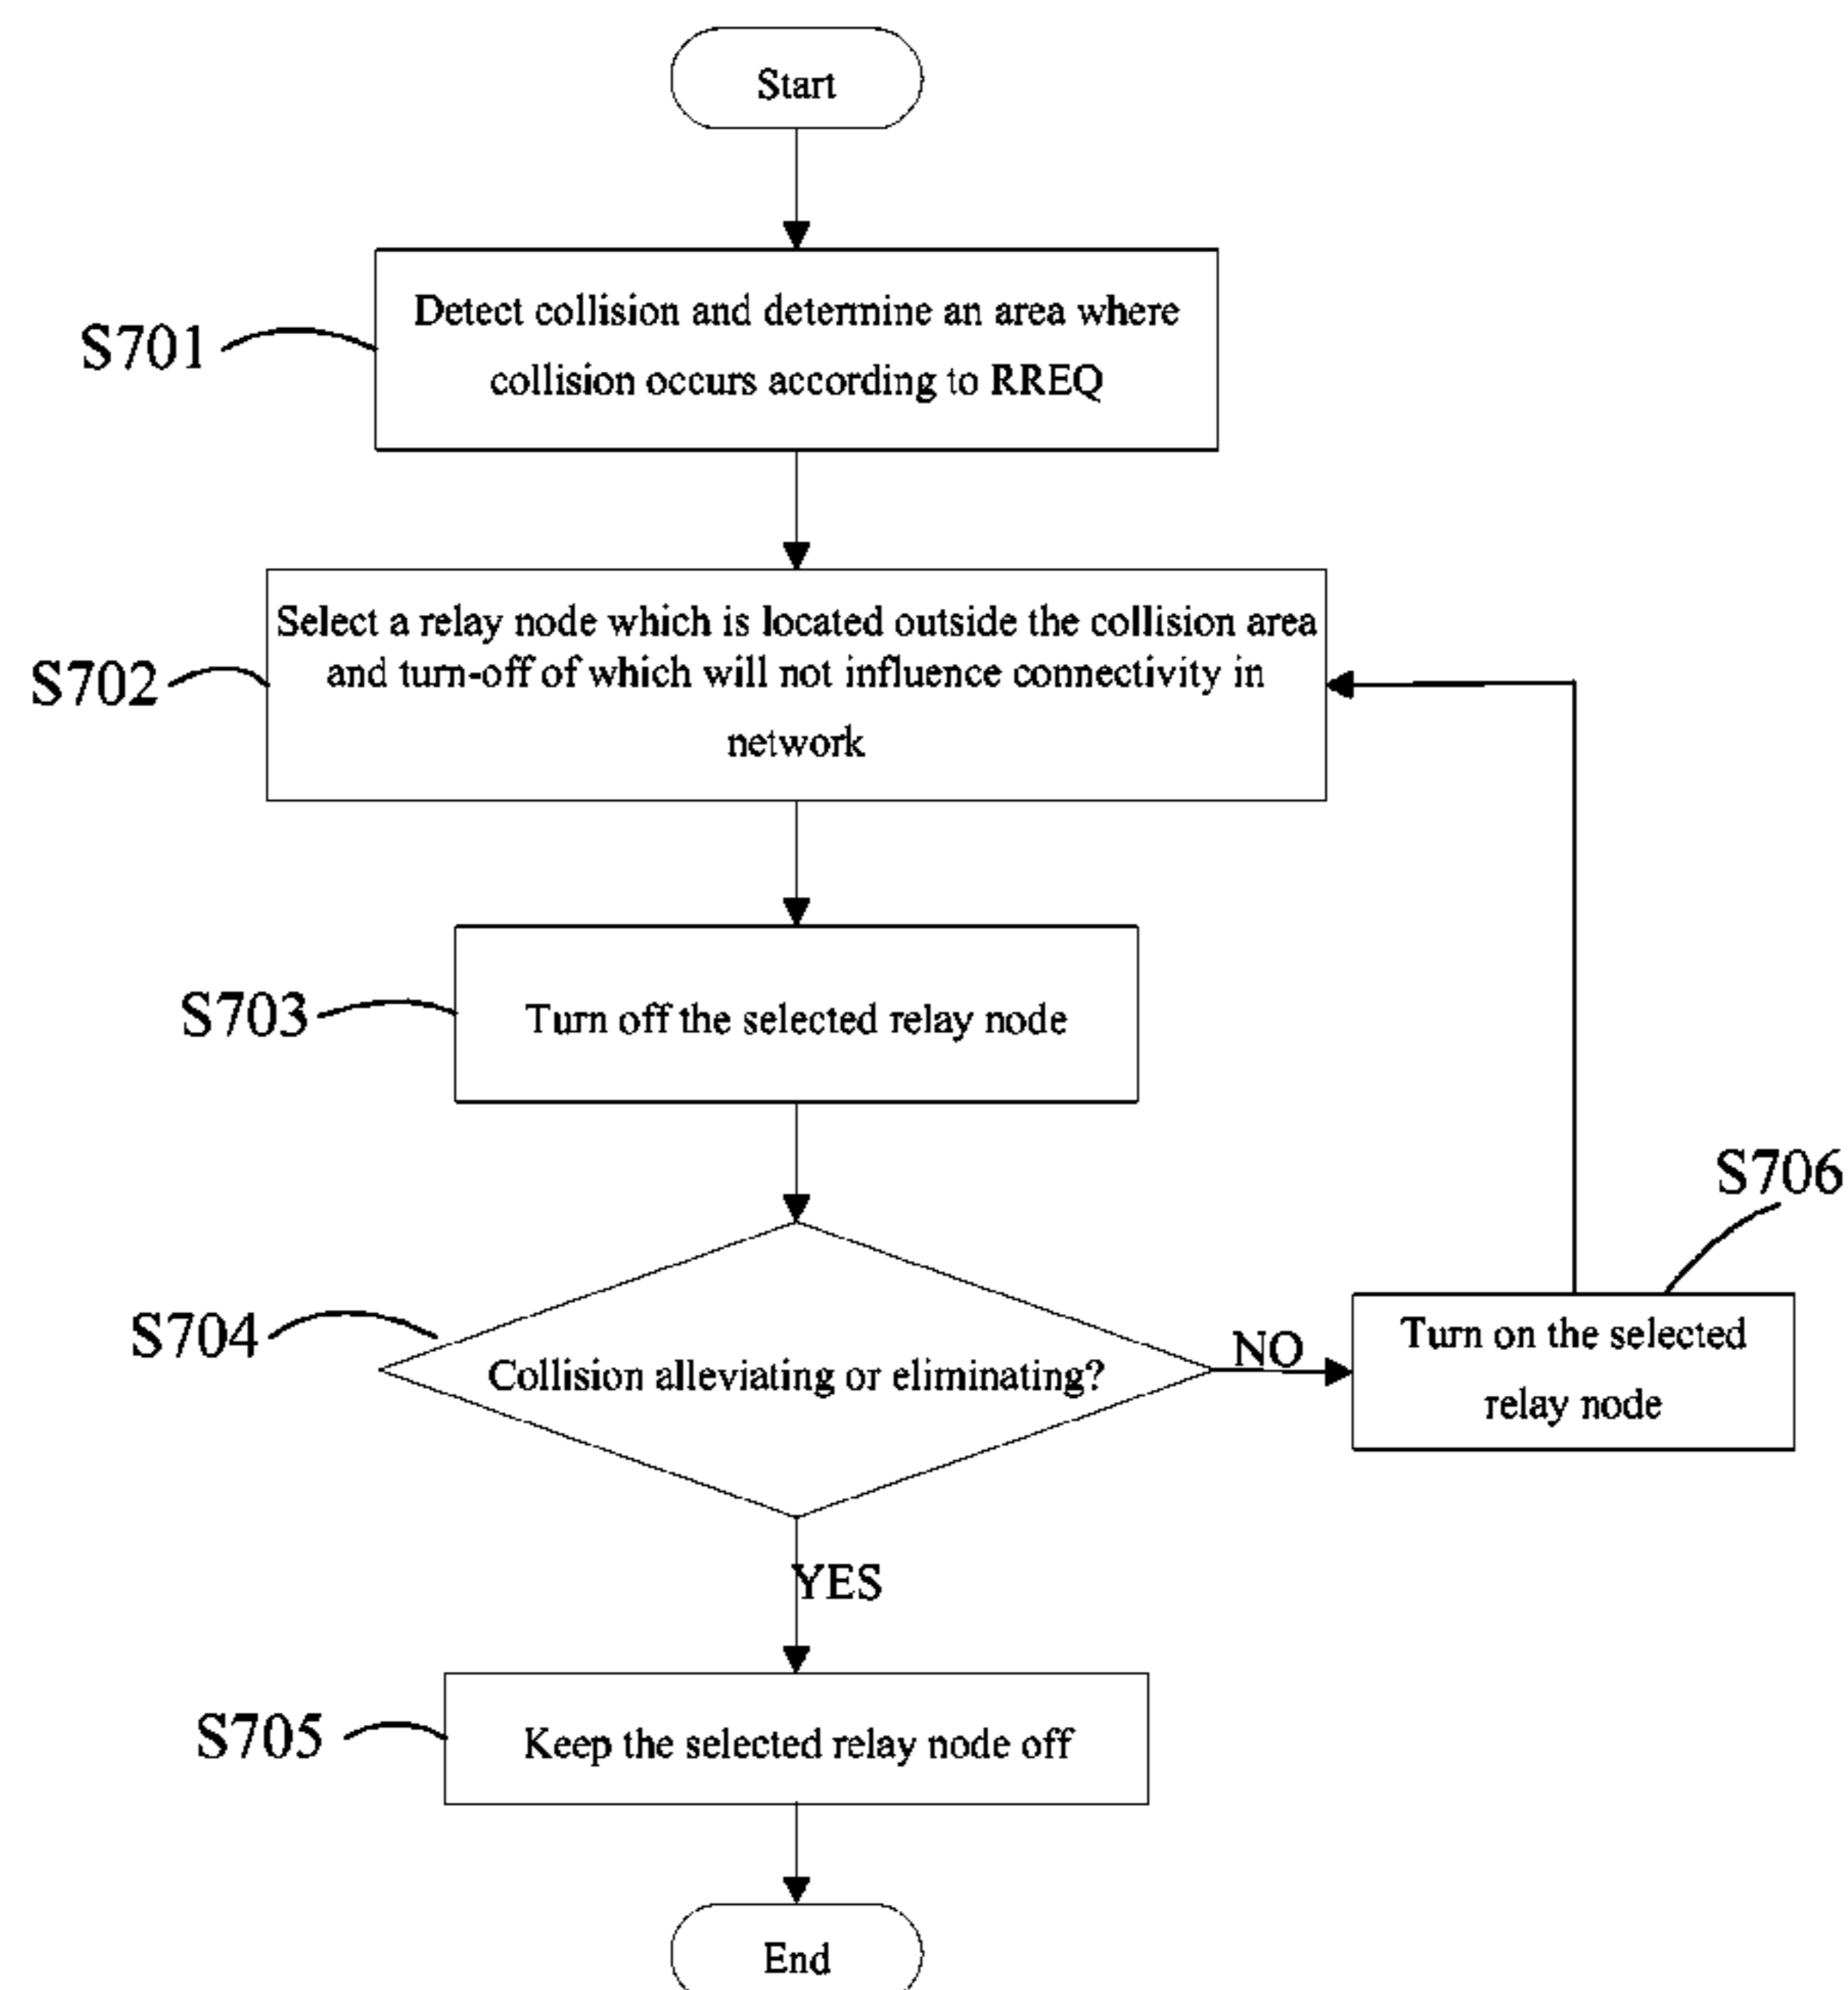 Start
S701
Detect collision and determine an area where
collision occurs according to RREQ
S702
Select a relay node which is located outside the collision area
and turn-off of which will not influence connectivity in
network
S703
Turn off the selected relay node
S704
Collision alleviating or eliminating?
NO
S706
Turn on the selected
relay node
YES
S705
Keep the selected relay node off
End